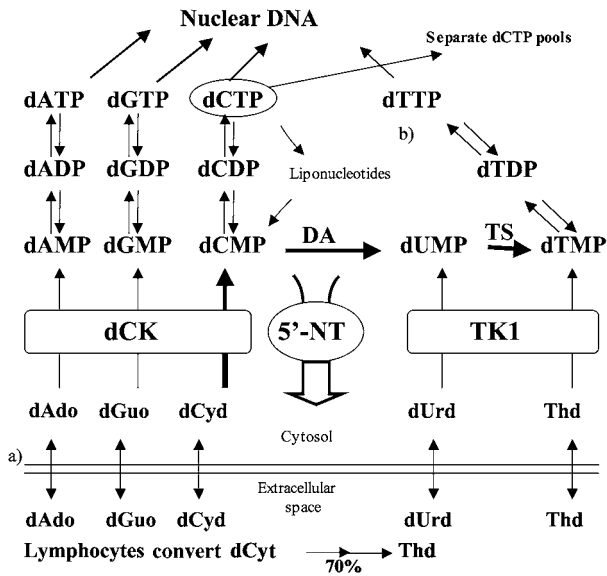 Nuclear DNA
Separate dCTP pools
dATP dGTP dCTP dTTP
b)
dADP dGDP dCDP dTDP
Liponucleotides
dAMP dGMP dCMP DA dUMP TS dTMP
dCK 5'-NT TK1
dAdo dGuo dCyd dUrd Thd
Cytosol
a)
Extracellular
space
dAdo dGuo dCyd dUrd Thd
Lymphocytes convert dCyt Thd
70%